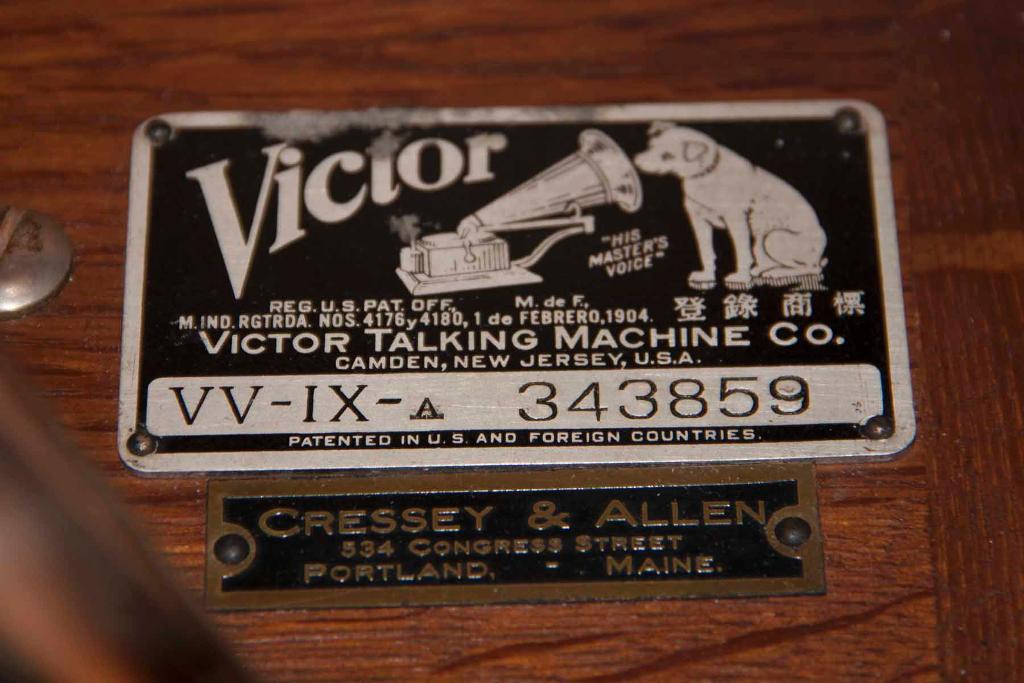 Victor
"HIS
MASTER'S
VOICE"
REG. U.S. PAT. OFF. M. de F.
M. IND. RGTRDA. NOS. 4176 y 4180, 1 de FEBRERO, 1904. 登錄商標
VICTOR TALKING MACHINE CO.
CAMDEN, NEW JERSEY, U.S.A.
VV-IX-A 343859
PATENTED IN U.S. AND FOREIGN COUNTRIES.
CRESSEY & ALLEN
534 CONGRESS STREET
PORTLAND, - MAINE.